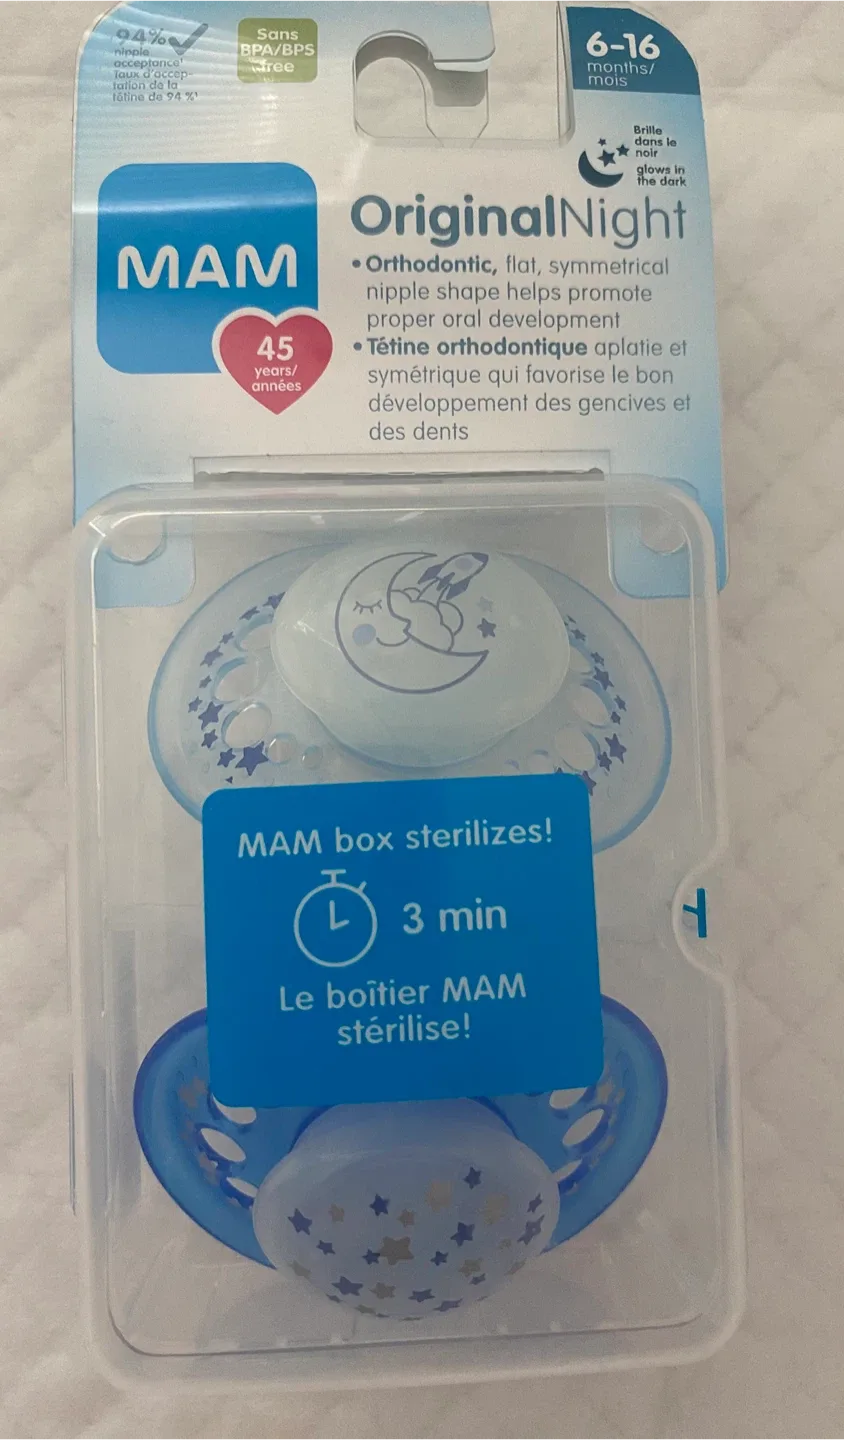 94%
nipple
acceptance¹
Taux d'accep-
tation de la
tétine de 94 %¹
Sans
BPA/BPS
free
6-16
months/
mois
Brille
dans le
noir
glows in
the dark
MAM
45
years/
années
OriginalNight
• Orthodontic, flat, symmetrical
nipple shape helps promote
proper oral development
• Tétine orthodontique aplatie et
symétrique qui favorise le bon
développement des gencives et
des dents
MAM box sterilizes!
3 min
Le boîtier MAM
stérilise!